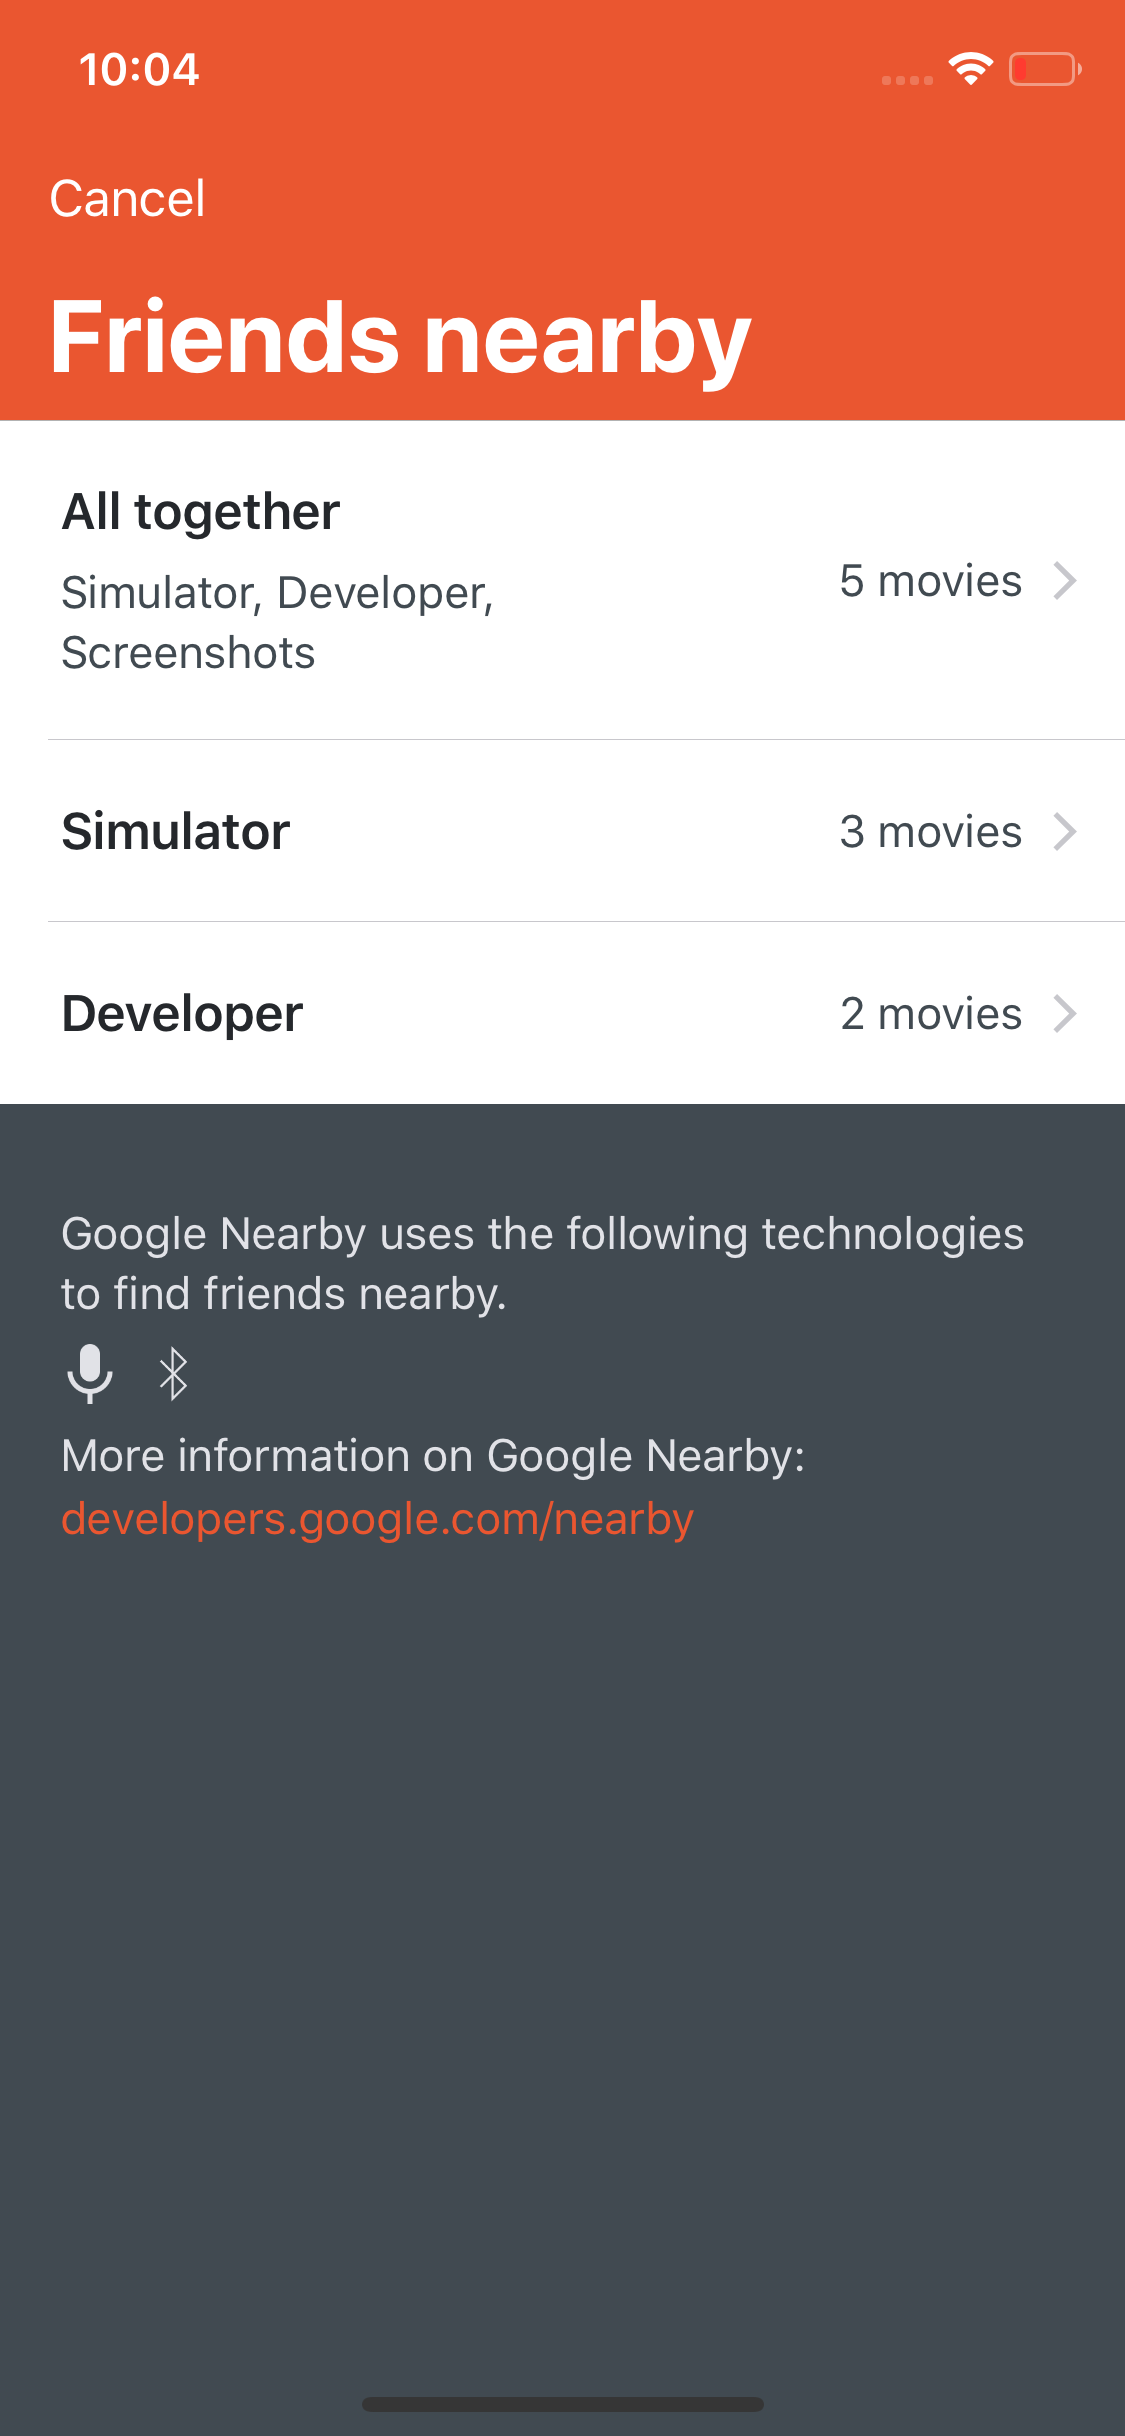 10:04
Cancel
Friends nearby
All together
Simulator, Developer,
Screenshots
5 movies
Simulator
3 movies
Developer
2 movies
Google Nearby uses the following technologies
to find friends nearby.
More information on Google Nearby:
developers.google.com/nearby